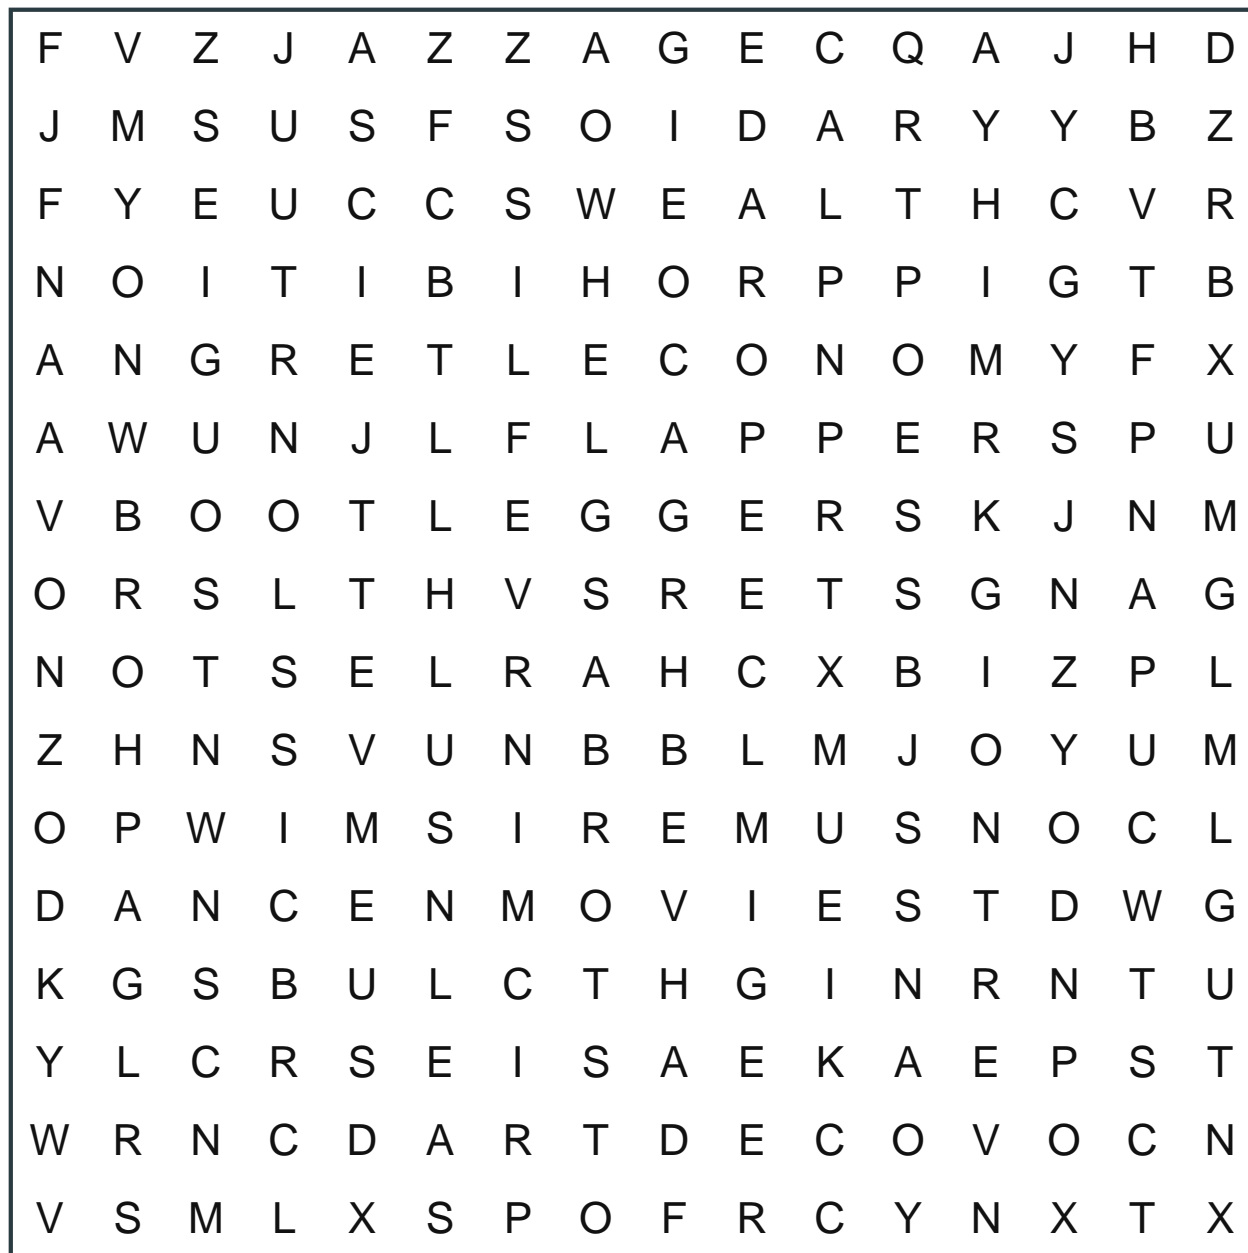 F V Z J A Z Z A G E C Q A J H D
J M S U S F S O I D A R Y Y B Z
F Y E U C C S W E A L T H C V R
N O I T I B I H O R P P I G T B
A N G R E T L E C O N O M Y F X
A W U N J L F L A P P E R S P U
V B O O T L E G G E R S K J N M
O R S L T H V S R E T S G N A G
N O T S E L R A H C X B I Z P L
Z H N S V U N B B L M J O Y U M
O P W I M S I R E M U S N O C L
D A N C E N M O V I E S T D W G
K G S B U L C T H G I N R N T U
Y L C R S E I S A E K A E P S T
W R N C D A R T D E C O V O C N
V S M L X S P O F R C Y N X T X